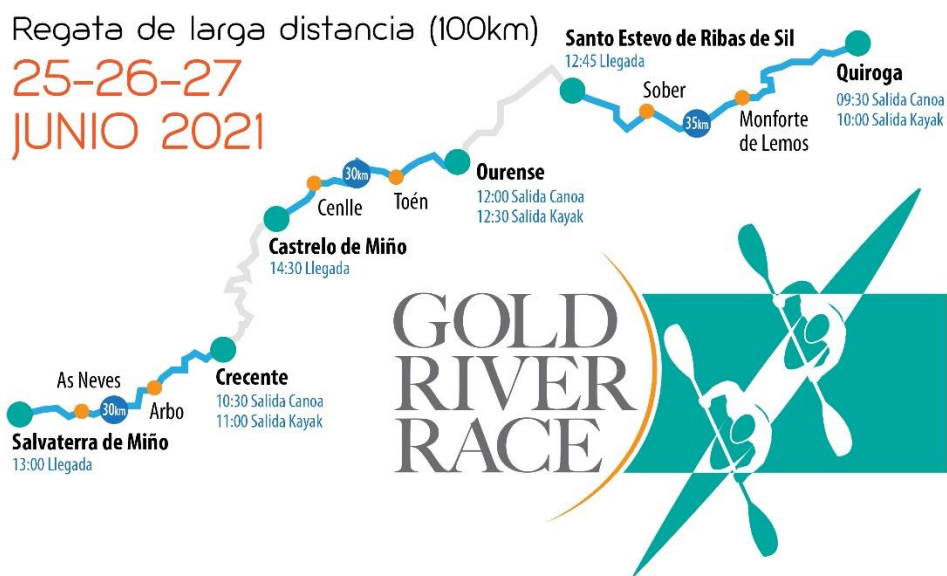 Regata de larga distancia (100km)
25-26-27
JUNIO 2021
Santo Estevo de Ribas de Sil
12:45 Llegada
Sober
35km
Monforte
de Lemos
Quiroga
09:30 Salida Canoa
10:00 Salida Kayak
Ourense
12:00 Salida Canoa
12:30 Salida Kayak
30km
Cenlle
Toén
Castrelo de Miño
14:30 Llegada
Crecente
10:30 Salida Canoa
11:00 Salida Kayak
As Neves
30km
Arbo
Salvaterra de Miño
13:00 Llegada
GOLD
RIVER
RACE